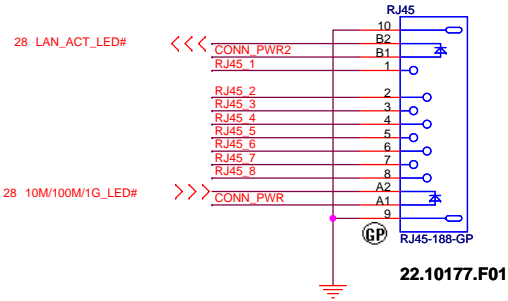 RJ45
10
28 LAN_ACT_LED#
B2
CONN_PWR2
B1
RJ45_1
1
RJ45_2
2
RJ45_3
3
RJ45_4
4
RJ45_5
5
RJ45_6
6
RJ45_7
7
RJ45_8
8
28 10M/100M/1G_LED#
A2
CONN_PWR
A1
9
GP
RJ45-188-GP
22.10177.F01